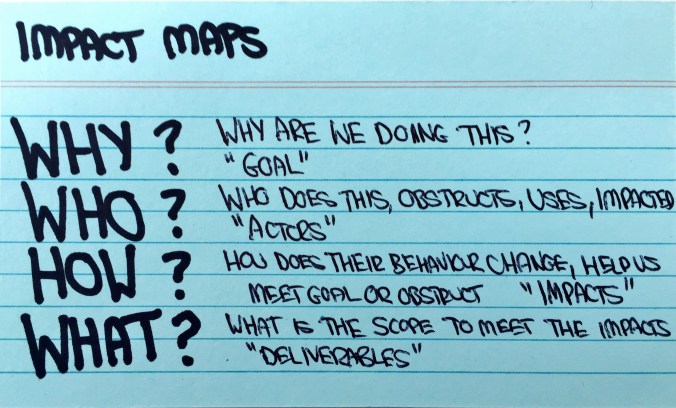 IMPACT MAPS
WHY? WHY ARE WE DOING THIS?
"GOAL"
WHO? WHO DOES THIS, OBSTRUCTS, USES, IMPACTED
"ACTORS"
HOW? HOW DOES THEIR BEHAVIOUR CHANGE, HELP US
MEET GOAL OR OBSTRUCT "IMPACTS"
WHAT? WHAT IS THE SCOPE TO MEET THE IMPACTS
"DELIVERABLES"